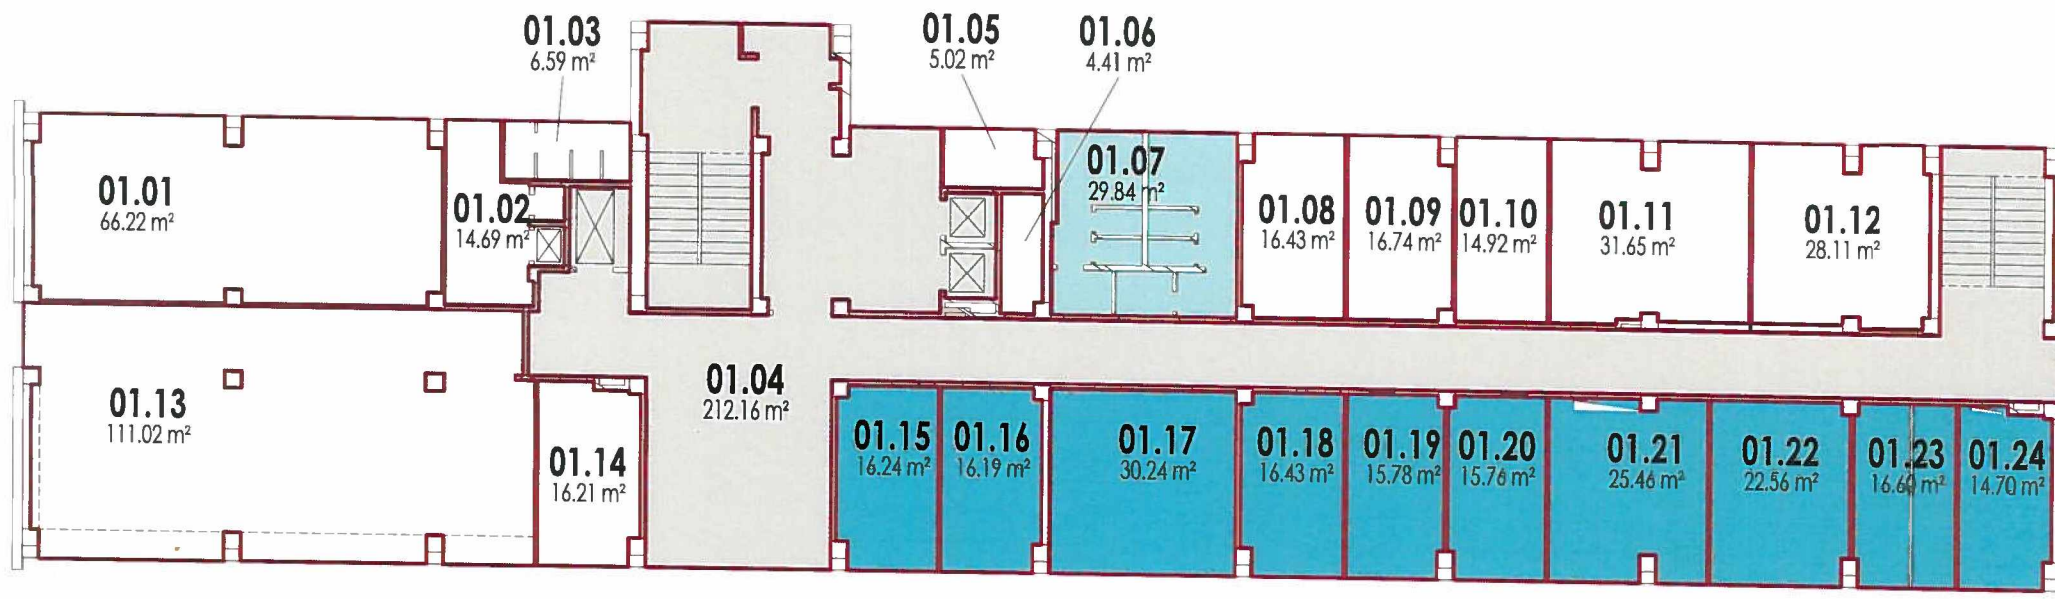 01.03
6.59 m²
01.05
5.02 m²
01.06
4.41 m²
01.01
66.22 m²
01.02
14.69 m²
01.07
29.84 m²
01.08
16.43 m²
01.09
16.74 m²
01.10
14.92 m²
01.11
31.65 m²
01.12
28.11 m²
01.13
111.02 m²
01.14
16.21 m²
01.04
212.16 m²
01.15
16.24 m²
01.16
16.19 m²
01.17
30.24 m²
01.18
16.43 m²
01.19
15.78 m²
01.20
15.76 m²
01.21
25.46 m²
01.22
22.56 m²
01.23
16.60 m²
01.24
14.70 m²